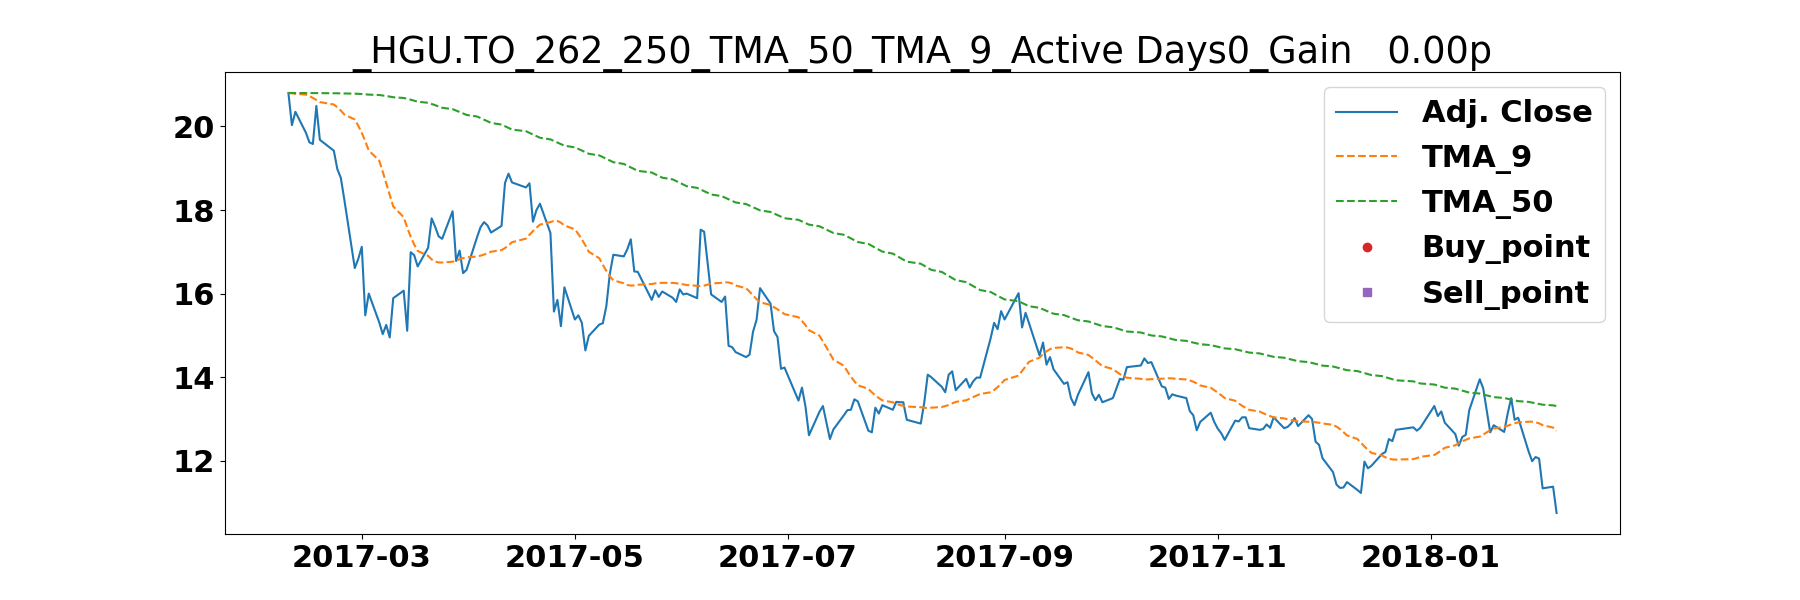 _HGU.TO_262_250_TMA_50_TMA_9_Active Days0_Gain   0.00p
20
18
16
14
12
Adj. Close
TMA_9
TMA_50
Buy_point
Sell_point
2017-03 2017-05 2017-07 2017-09 2017-11 2018-01